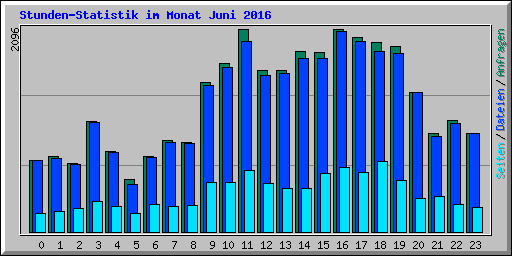 Stunden-Statistik im Monat Juni 2016
2096
Seiten / Dateien / Anfragen
0 1 2 3 4 5 6 7 8 9 10 11 12 13 14 15 16 17 18 19 20 21 22 23